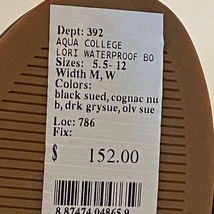 Dept: 392
AQUA COLLEGE
LORI WATERPROOF BO
Sizes: 5.5- 12
Width M, W
Colors:
black sued, cognac nu
b, drk grysue, olv sue
Loc: 786
Fix:
$ 152.00
8 87474 04865 9